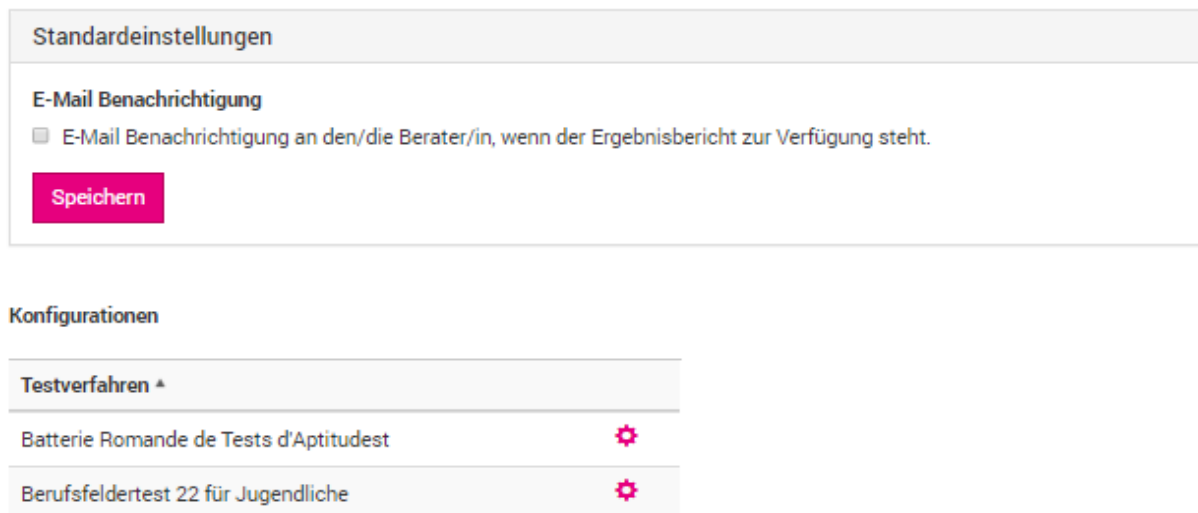 Standardeinstellungen
E-Mail Benachrichtigung
E-Mail Benachrichtigung an den/die Berater/in, wenn der Ergebnisbericht zur Verfügung steht.
Speichern
Konfigurationen
Testverfahren
Batterie Romande de Tests d'Aptitudest
Berufsfeldertest 22 für Jugendliche